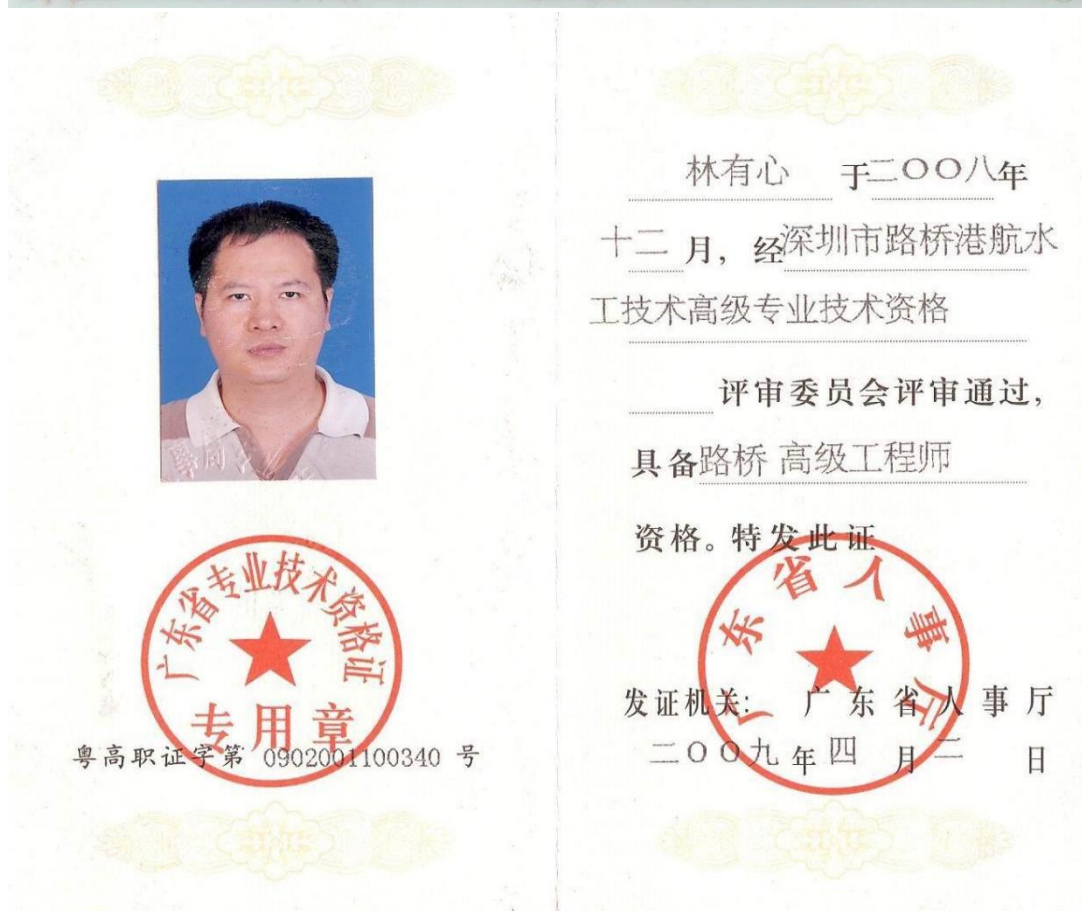 广东省专业技术资格证
专用章
粤高职证字第 0902001100340 号
林有心 于二〇〇八年
十二月，经深圳市路桥港航水
工技术高级专业技术资格
评审委员会评审通过，
具备路桥 高级工程师
资格。特发此证
广东省人事厅
发证机关: 广东省人事厅
二〇〇九年四月二日